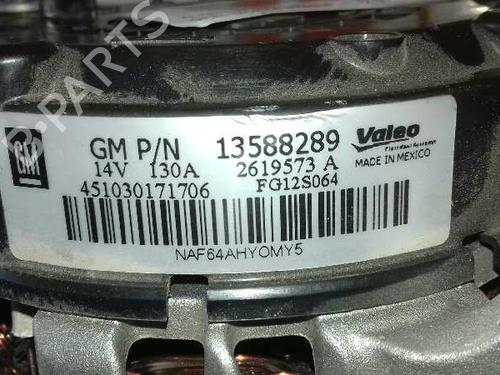 B-PARTS
GM
GM P/N 13588289
14V 130A 2619573 A
451030171706 FG12S064
Valeo
MADE IN MEXICO
NAF64AHYOMY5